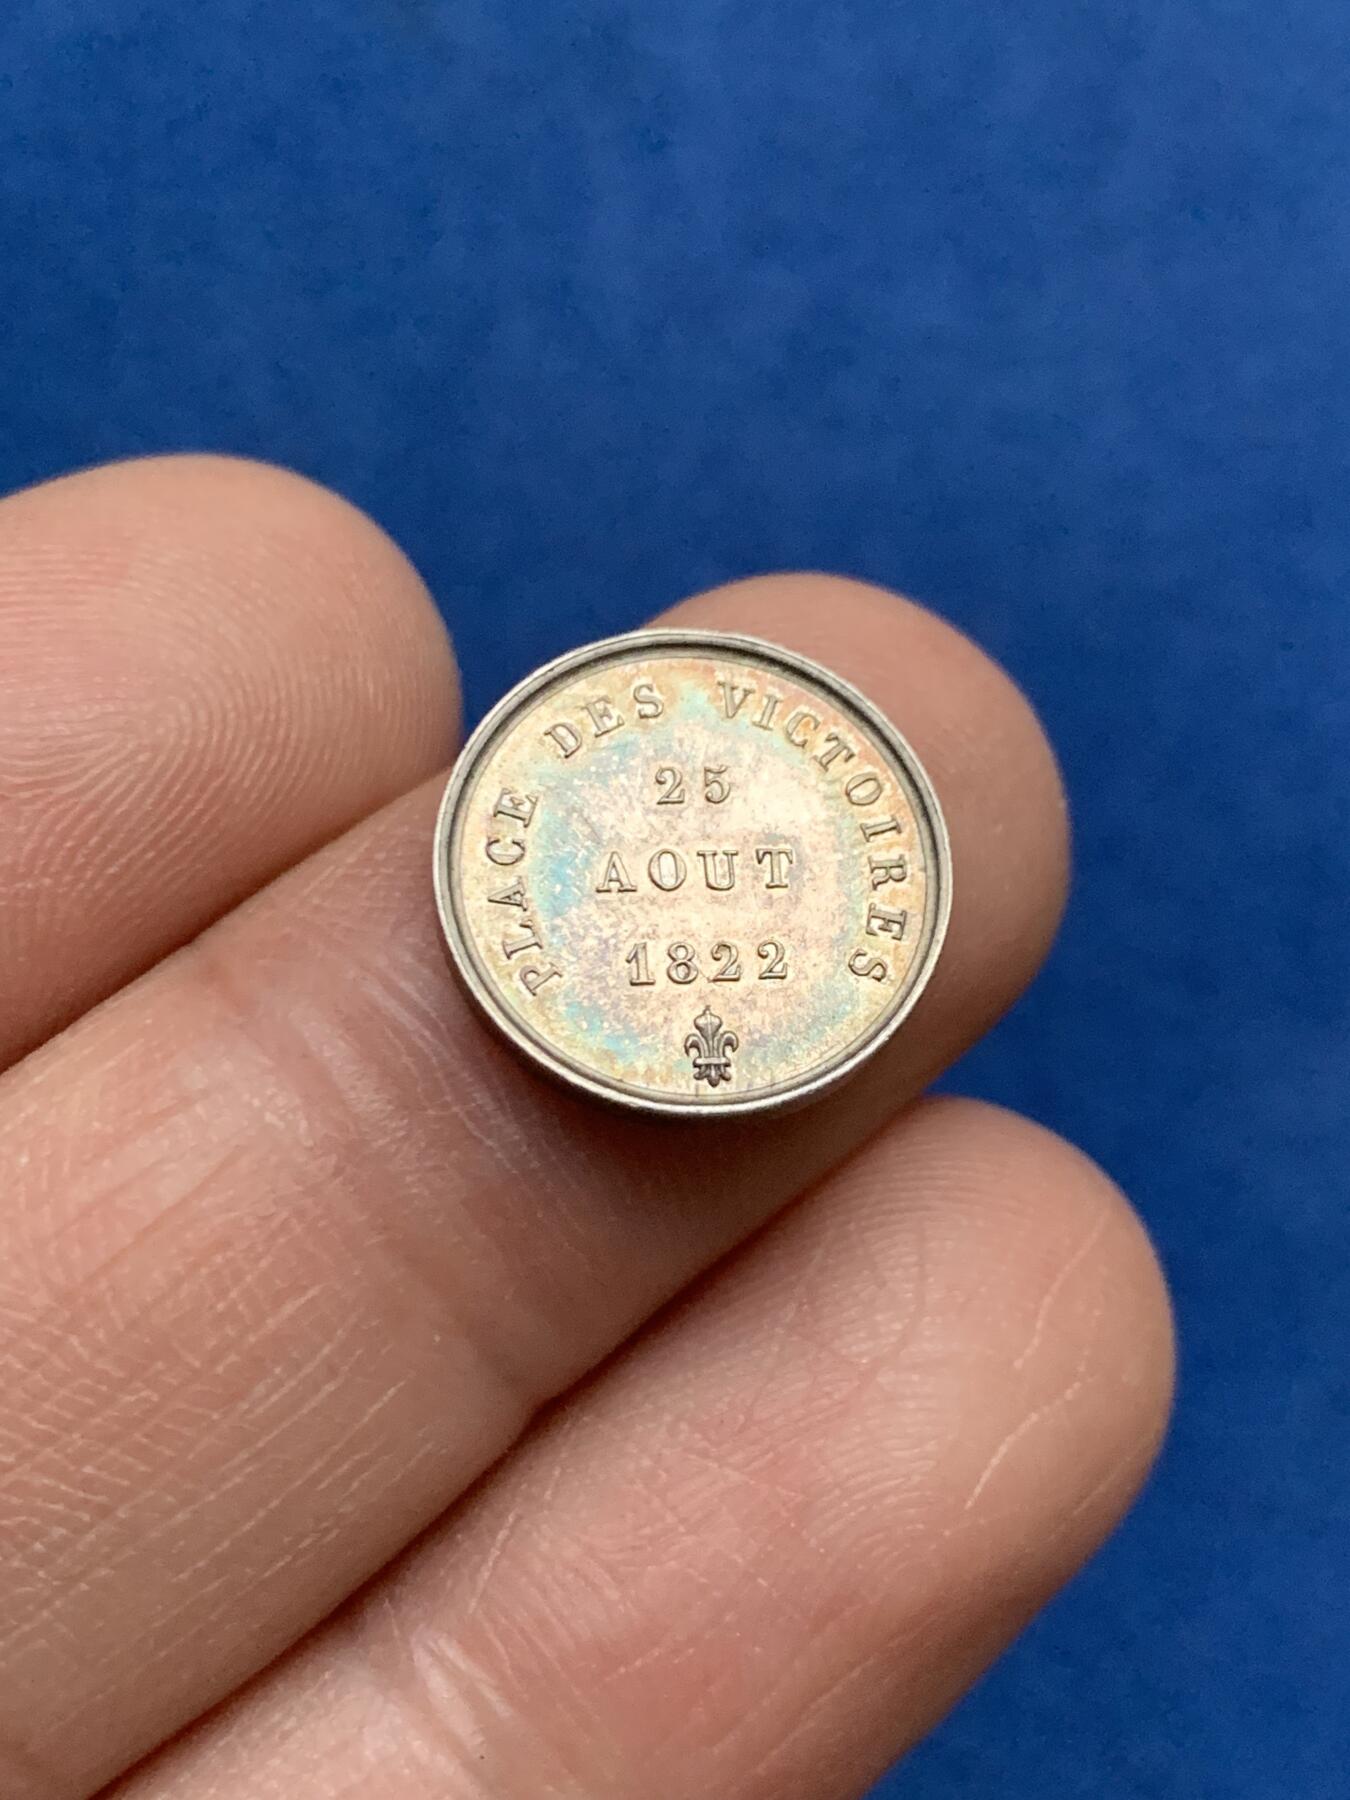 PLACE DES VICTOIRES
25
AOUT
1822